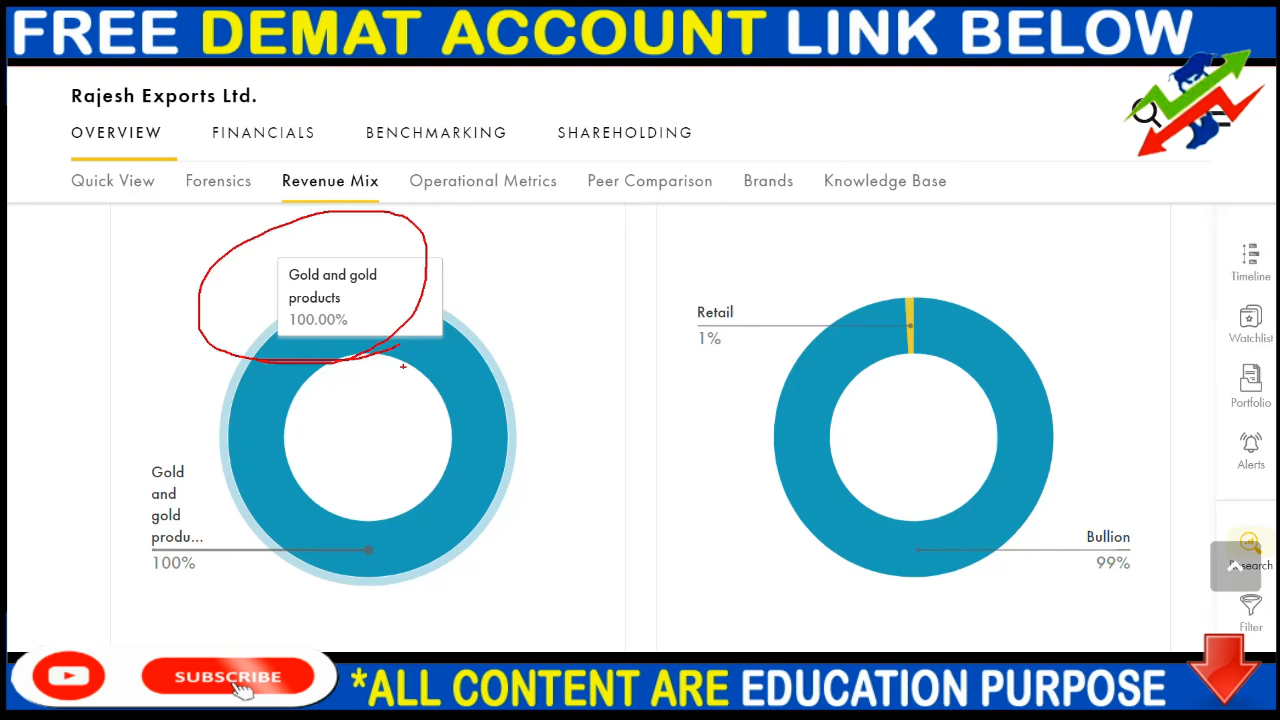 FREE DEMAT ACCOUNT LINK BELOW
Rajesh Exports Ltd.
OVERVIEW FINANCIALS BENCHMARKING SHAREHOLDING
Quick View Forensics Revenue Mix Operational Metrics Peer Comparison Brands Knowledge Base
Gold and gold
products
100.00%
Gold
and
gold
produ...
100%
Retail
1%
Bullion
99%
Timeline
Watchlist
Portfolio
Alerts
Research
Filter
SUBSCRIBE
*ALL CONTENT ARE EDUCATION PURPOSE